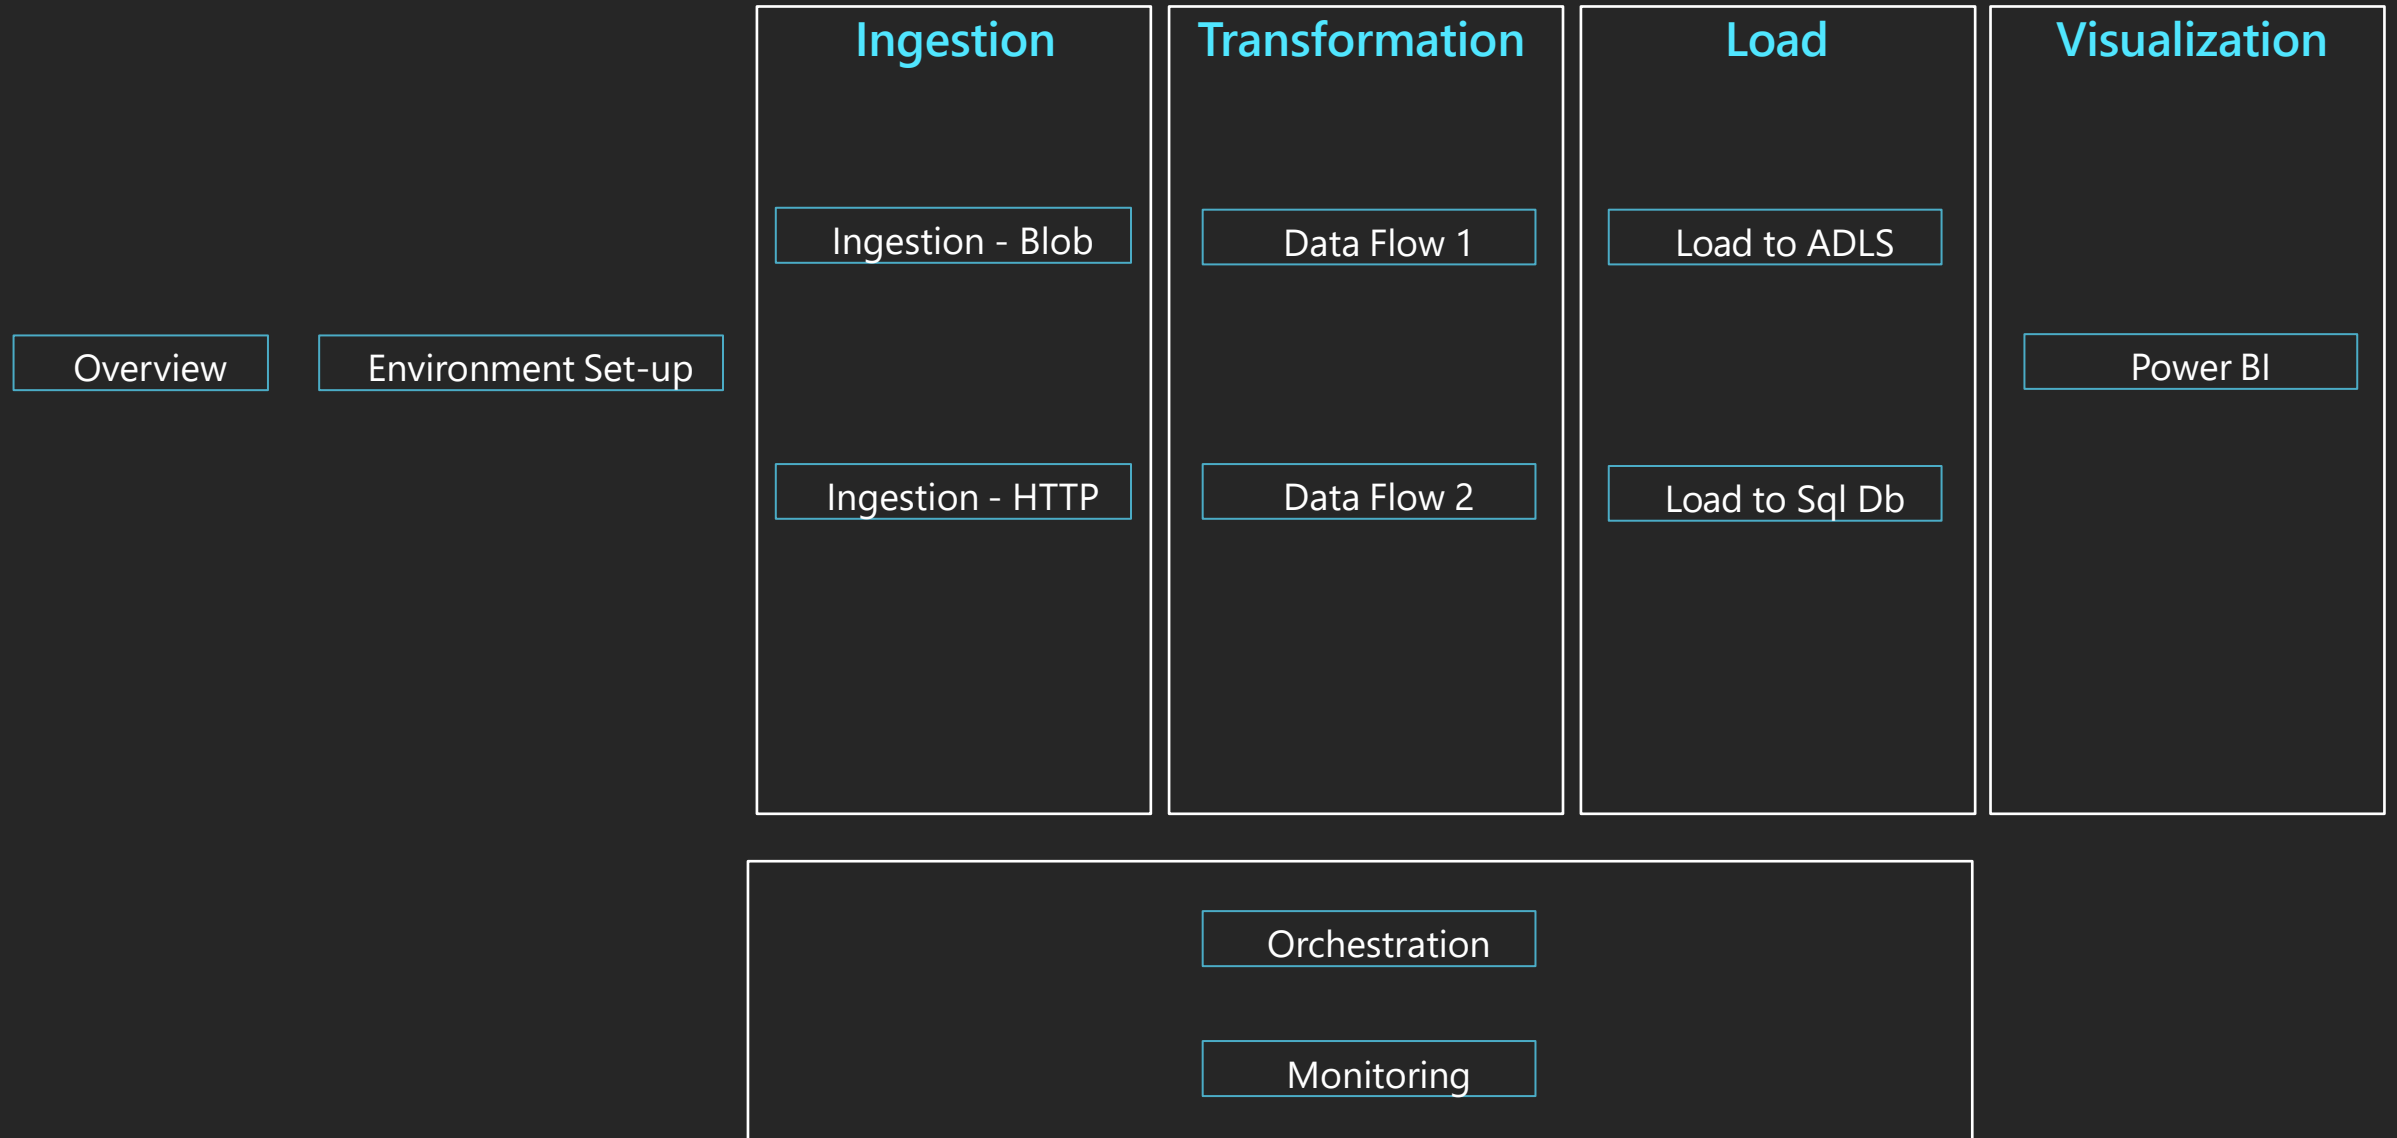 Overview
Environment Set-up
Ingestion
Ingestion - Blob
Ingestion - HTTP
Transformation
Data Flow 1
Data Flow 2
Load
Load to ADLS
Load to Sql Db
Visualization
Power BI
Orchestration
Monitoring